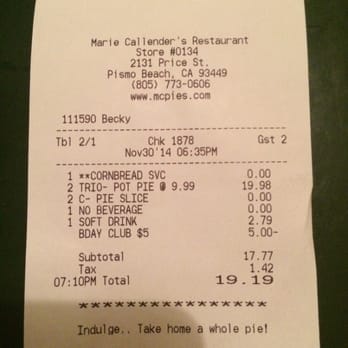 Marie Callender's Restaurant
Store #0134
2131 Price St.
Pismo Beach, CA 93449
(805) 773-0606
www.mcpies.com
111590 Becky
Tbl 2/1 Chk 1878 Gst 2
Nov30'14 06:35PM
1 **CORNBREAD SVC 0.00
2 TRIO- POT PIE @ 9.99 19.98
2 C- PIE SLICE 0.00
1 NO BEVERAGE 0.00
1 SOFT DRINK 2.79
BDAY CLUB $5 5.00-
Subtotal 17.77
Tax 1.42
07:10PM Total 19.19
****************
Indulge.. Take home a whole pie!